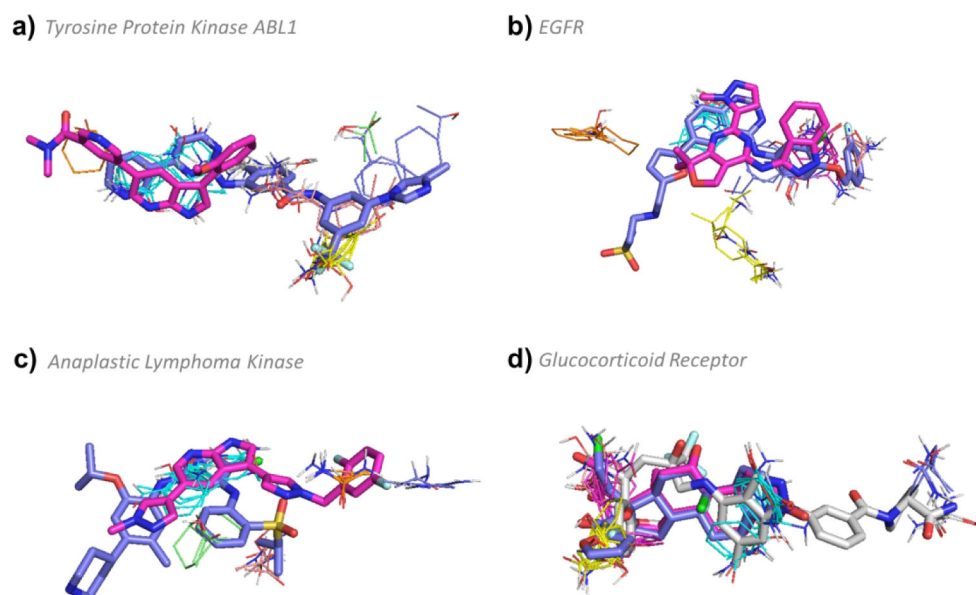 a) Tyrosine Protein Kinase ABL1
b) EGFR
c) Anaplastic Lymphoma Kinase
d) Glucocorticoid Receptor